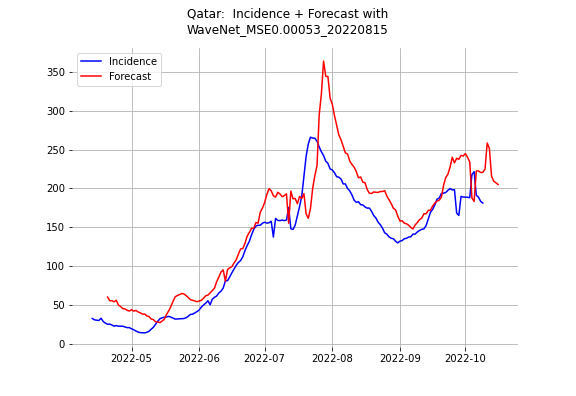 Qatar:  Incidence + Forecast with
WaveNet_MSE0.00053_20220815
Incidence
Forecast
350
300
250
200
150
100
50
0
2022-05 2022-06 2022-07 2022-08 2022-09 2022-10